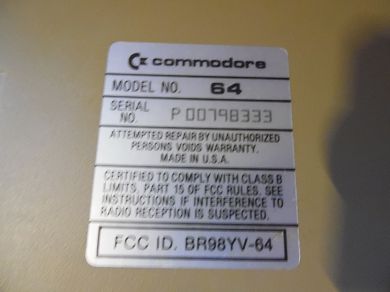 commodore
MODEL NO. 64
SERIAL NO. P 00798333
ATTEMPTED REPAIR BY UNAUTHORIZED
PERSONS VOIDS WARRANTY.
MADE IN U.S.A.
CERTIFIED TO COMPLY WITH CLASS B
LIMITS, PART 15 OF FCC RULES. SEE
INSTRUCTIONS IF INTERFERENCE TO
RADIO RECEPTION IS SUSPECTED.
FCC ID. BR98YV-64